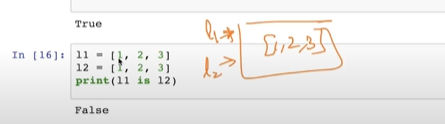 True
In [16]: l1 = [1, 2, 3]
l2 = [1, 2, 3]
print(l1 is l2)
False
l1
[1,2,3]
l2